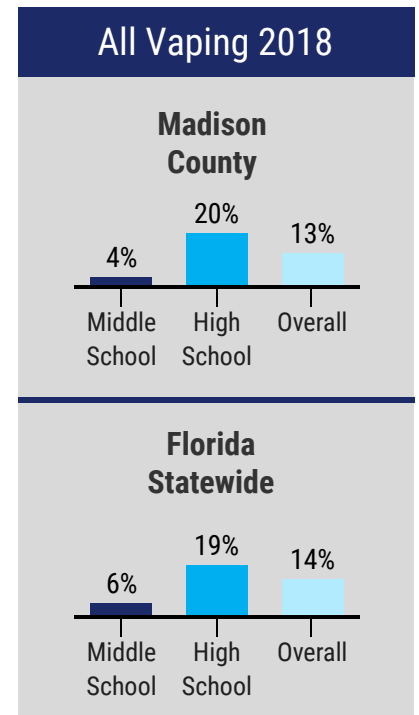 All Vaping 2018
Madison
County
4%
20%
13%
Middle
School
High
School
Overall
Florida
Statewide
6%
19%
14%
Middle
School
High
School
Overall